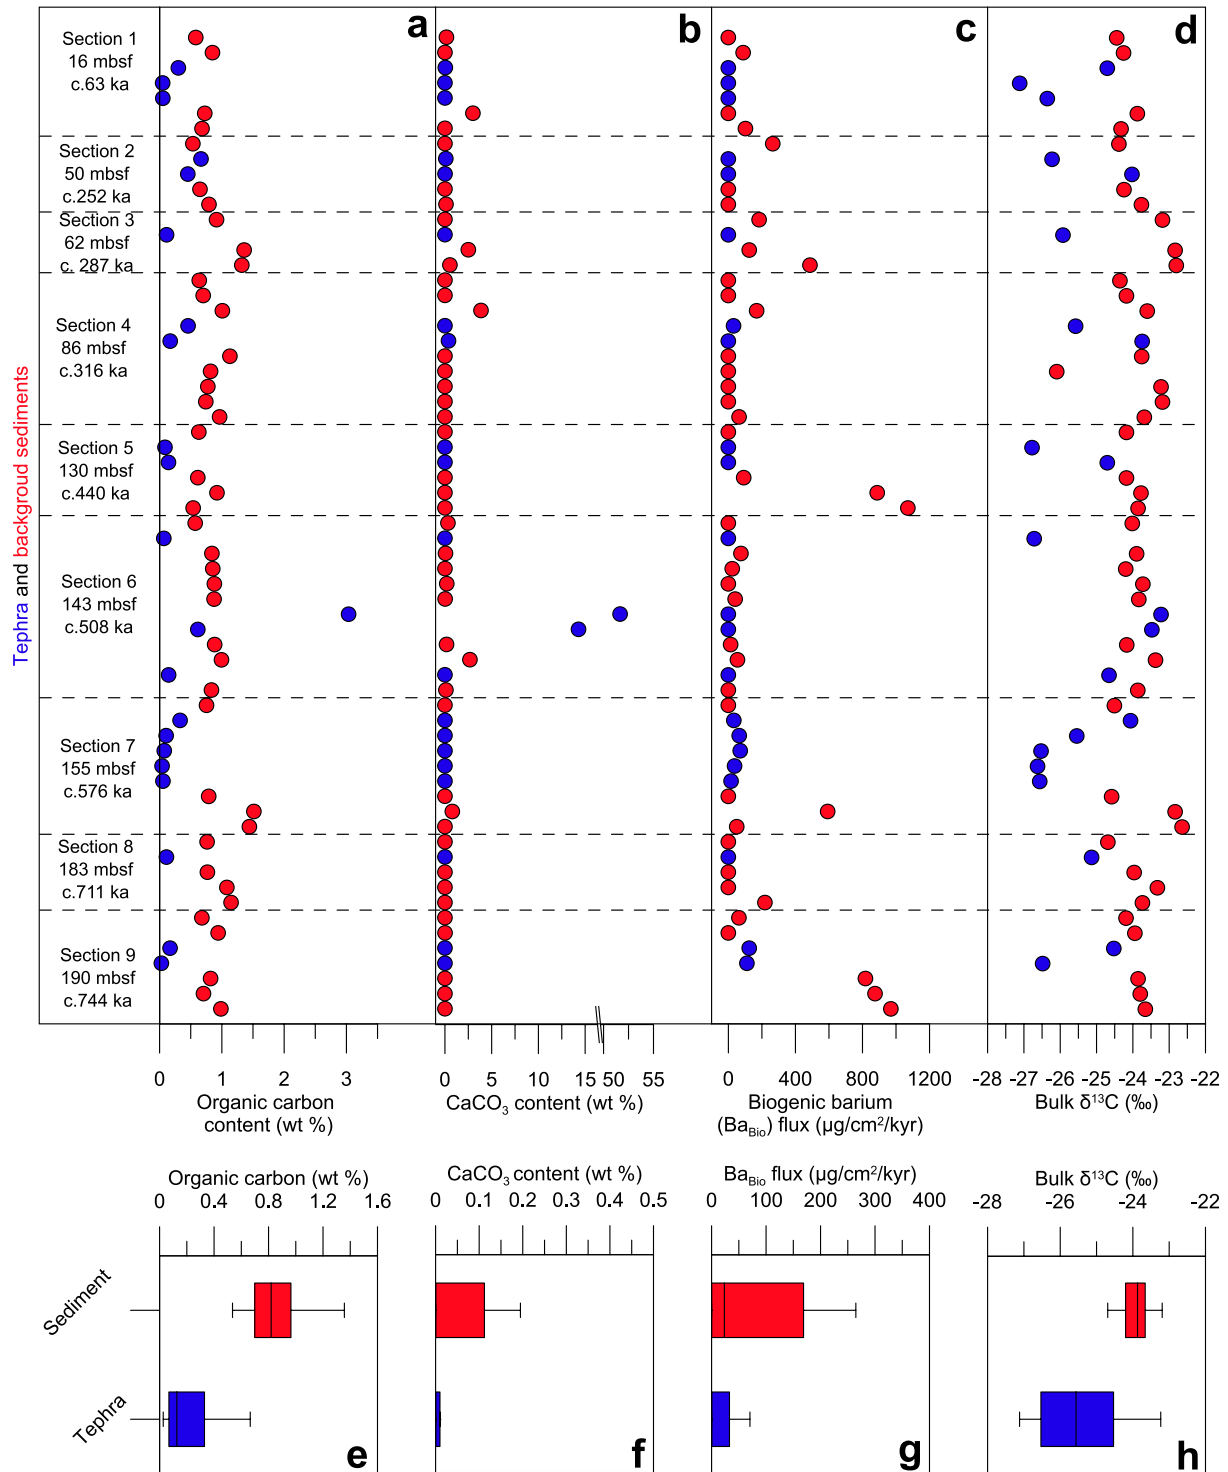 a
b
c
d
Tephra and backgroud sediments
Section 1
16 mbsf
c.63 ka
Section 2
50 mbsf
c.252 ka
Section 3
62 mbsf
c. 287 ka
Section 4
86 mbsf
c.316 ka
Section 5
130 mbsf
c.440 ka
Section 6
143 mbsf
c.508 ka
Section 7
155 mbsf
c.576 ka
Section 8
183 mbsf
c.711 ka
Section 9
190 mbsf
c.744 ka
0 1 2 3
Organic carbon
content (wt %)
0 5 10 15 50 55
CaCO₃ content (wt %)
0 400 800 1200
Biogenic barium
(Ba_Bio) flux (µg/cm²/kyr)
-28 -27 -26 -25 -24 -23 -22
Bulk δ¹³C (‰)
Organic carbon (wt %)
0 0.4 0.8 1.2 1.6
CaCO₃ content (wt %)
0 0.1 0.2 0.3 0.4 0.5
Ba_Bio flux (µg/cm²/kyr)
0 100 200 300 400
Bulk δ¹³C (‰)
-28 -26 -24 -22
Sediment
Tephra
e
f
g
h